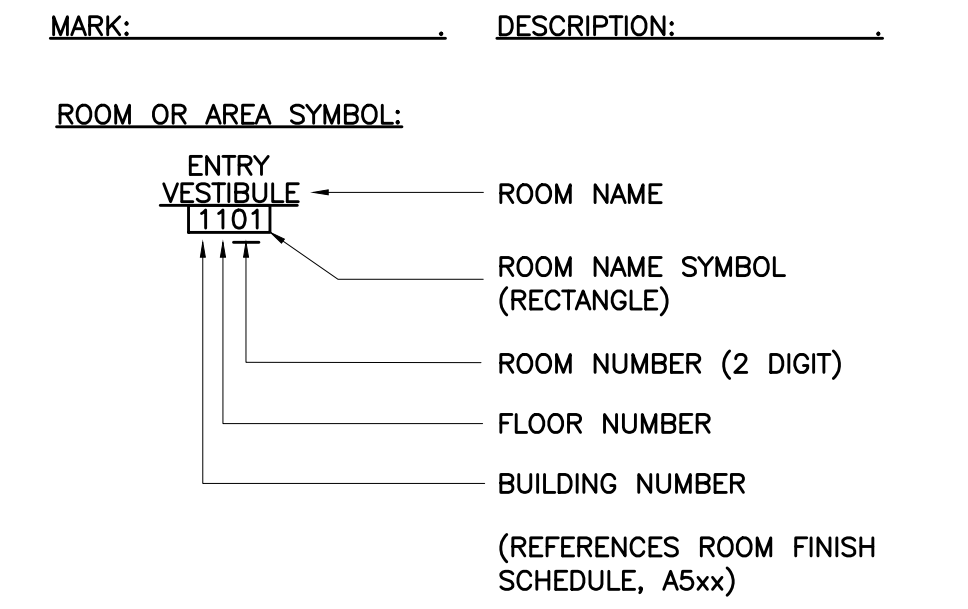 MARK: . DESCRIPTION: .
ROOM OR AREA SYMBOL:
ENTRY
VESTIBULE
1101
ROOM NAME
ROOM NAME SYMBOL
(RECTANGLE)
ROOM NUMBER (2 DIGIT)
FLOOR NUMBER
BUILDING NUMBER
(REFERENCES ROOM FINISH
SCHEDULE, A5xx)